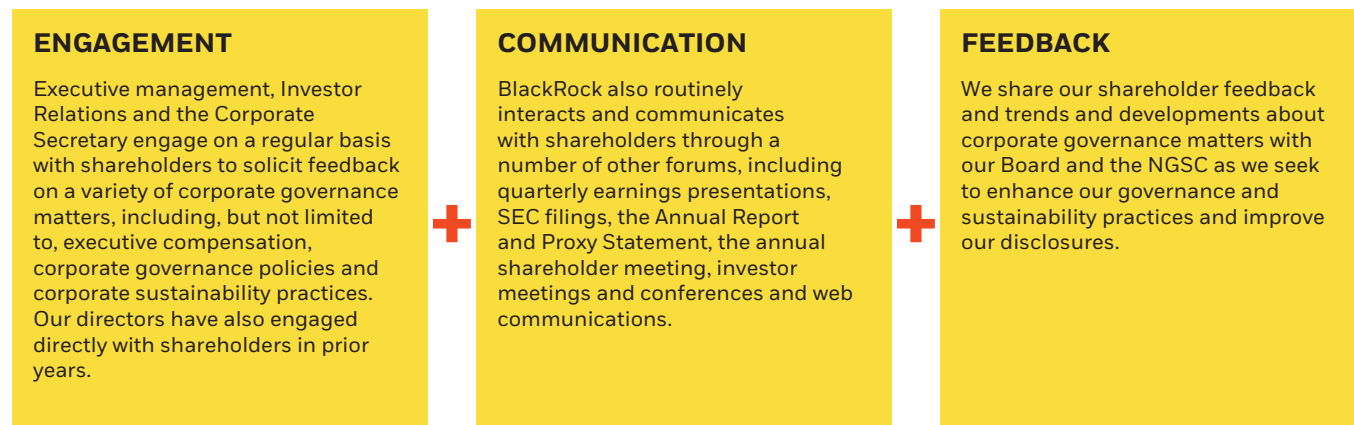 ENGAGEMENT
Executive management, Investor
Relations and the Corporate
Secretary engage on a regular basis
with shareholders to solicit feedback
on a variety of corporate governance
matters, including, but not limited
to, executive compensation,
corporate governance policies and
corporate sustainability practices.
Our directors have also engaged
directly with shareholders in prior
years.
COMMUNICATION
BlackRock also routinely
interacts and communicates
with shareholders through a
number of other forums, including
quarterly earnings presentations,
SEC filings, the Annual Report
and Proxy Statement, the annual
shareholder meeting, investor
meetings and conferences and web
communications.
FEEDBACK
We share our shareholder feedback
and trends and developments about
corporate governance matters with
our Board and the NGSC as we seek
to enhance our governance and
sustainability practices and improve
our disclosures.